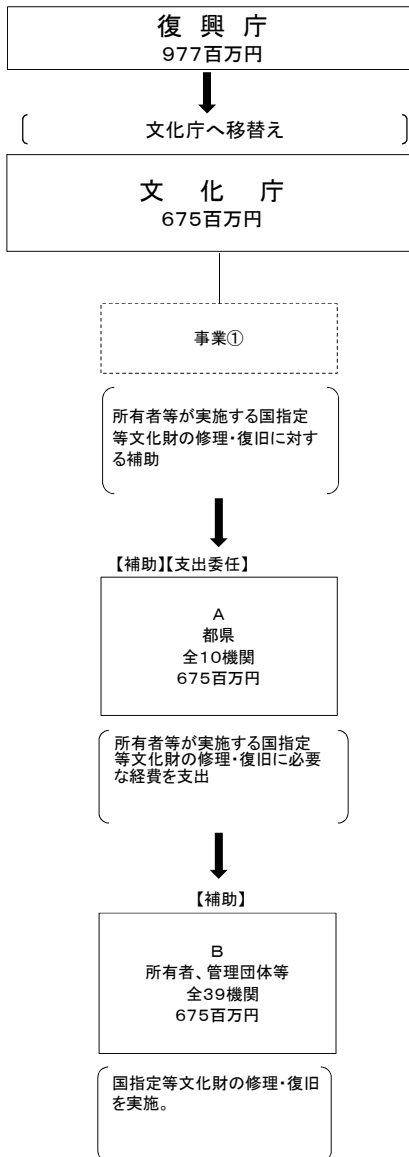 復興庁
977百万円
文化庁へ移替え
文化庁
675百万円
事業①
所有者等が実施する国指定
等文化財の修理・復旧に対す
る補助
【補助】【支出委任】
A
都県
全10機関
675百万円
所有者等が実施する国指定
等文化財の修理・復旧に必要
な経費を支出
【補助】
B
所有者、管理団体等
全39機関
675百万円
国指定等文化財の修理・復旧
を実施。